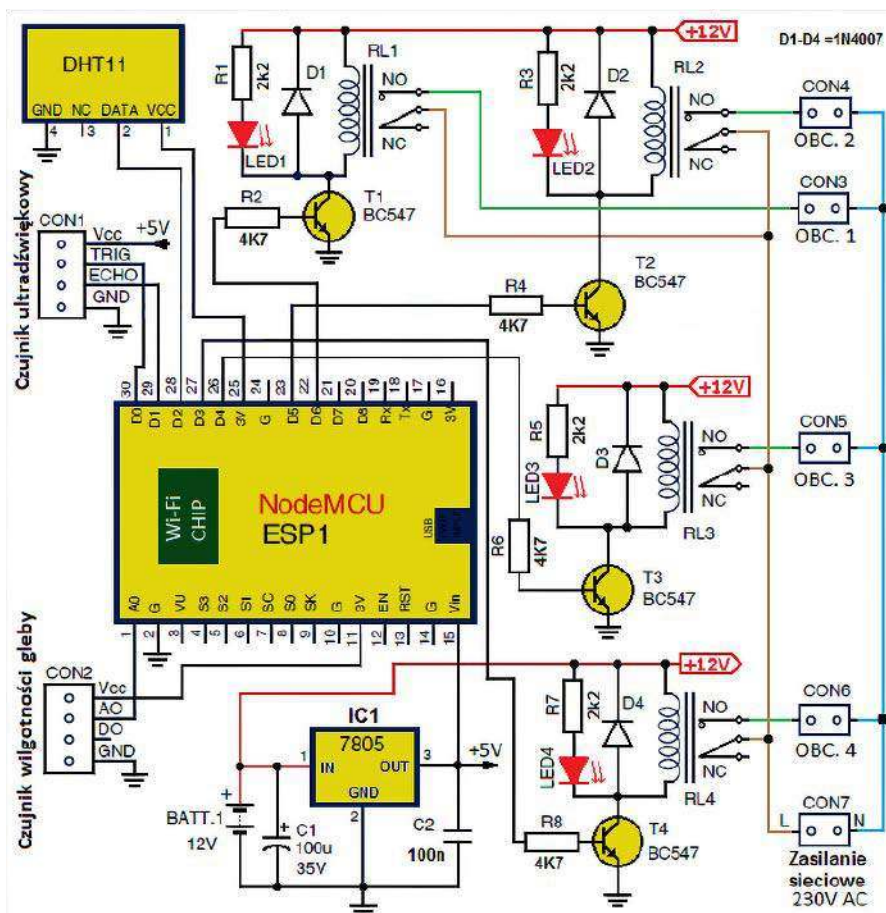 DHT11
GND NC DATA VCC
4 3 2 1
R1
2k2
D1
RL1
NO
NC
LED1
+12V
R3
2k2
D2
RL2
NO
NC
LED2
D1-D4 =1N4007
CON4
OBC. 2
CON3
OBC. 1
T1
BC547
R2
4K7
T2
BC547
R4
4K7
Czujnik ultradźwiękowy
CON1
Vcc
+5V
TRIG
ECHO
GND
30 29 28 27 26 25 24 23 22 21 20 19 18 17 16
D0 D1 D2 D3 D4 3V G D5 D6 D7 D8 Rx Tx G 3V
Wi-Fi
CHIP
NodeMCU
ESP1
USB
A0 G VU S3 S2 S1 SC S0 SK G 3V EN RST G Vin
1 2 3 4 5 6 7 8 9 10 11 12 13 14 15
+12V
R5
2k2
LED3
D3
NO
NC
RL3
CON5
OBC. 3
R6
4K7
T3
BC547
Czujnik wilgotności gleby
CON2
Vcc
AO
DO
GND
IC1
7805
1 IN OUT 3
GND
2
+5V
BATT.1
12V
+
+
C1
100u
35V
C2
100n
+12V
R7
2k2
LED4
D4
NO
NC
RL4
CON6
OBC. 4
R8
4K7
T4
BC547
CON7
L N
Zasilanie
sieciowe
230V AC